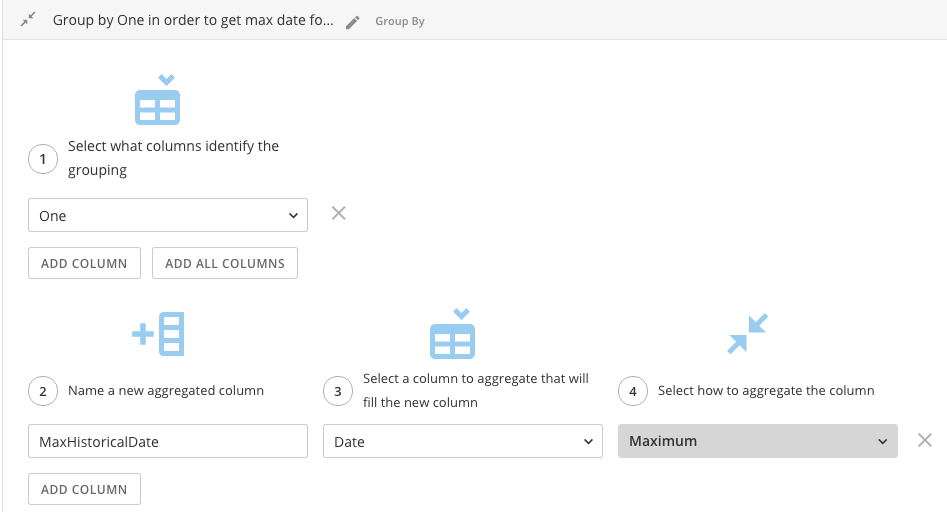 Group by One in order to get max date fo... Group By
1 Select what columns identify the
grouping
One
ADD COLUMN ADD ALL COLUMNS
2 Name a new aggregated column
3 Select a column to aggregate that will
fill the new column
4 Select how to aggregate the column
MaxHistoricalDate Date Maximum
ADD COLUMN